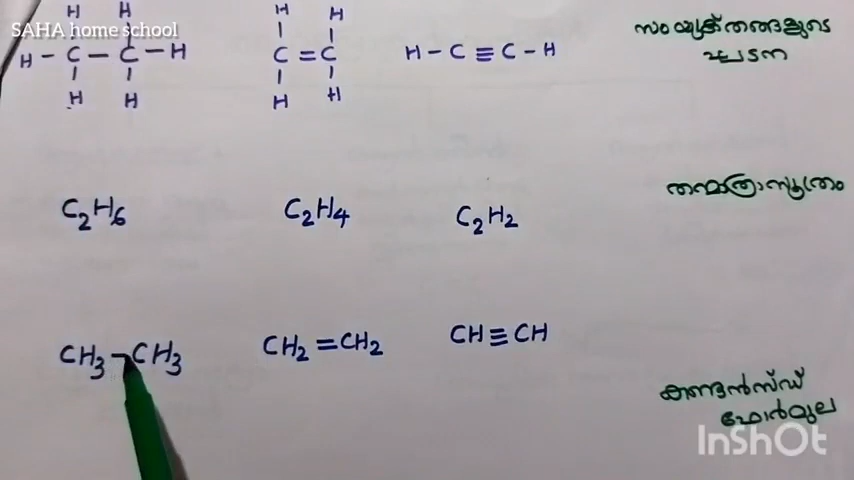 SAHA home school
H H
H – C – C – H
H H
H H
C = C
H H
H – C ≡ C – H
സംയുക്തങ്ങളുടെ
ഘടന
C₂H₆ C₂H₄ C₂H₂
തന്മാത്രാസൂത്രം
CH₃ – CH₃ CH₂ = CH₂ CH ≡ CH
കണ്ടൻസ്ഡ്
ഫോർമുല
InShOt